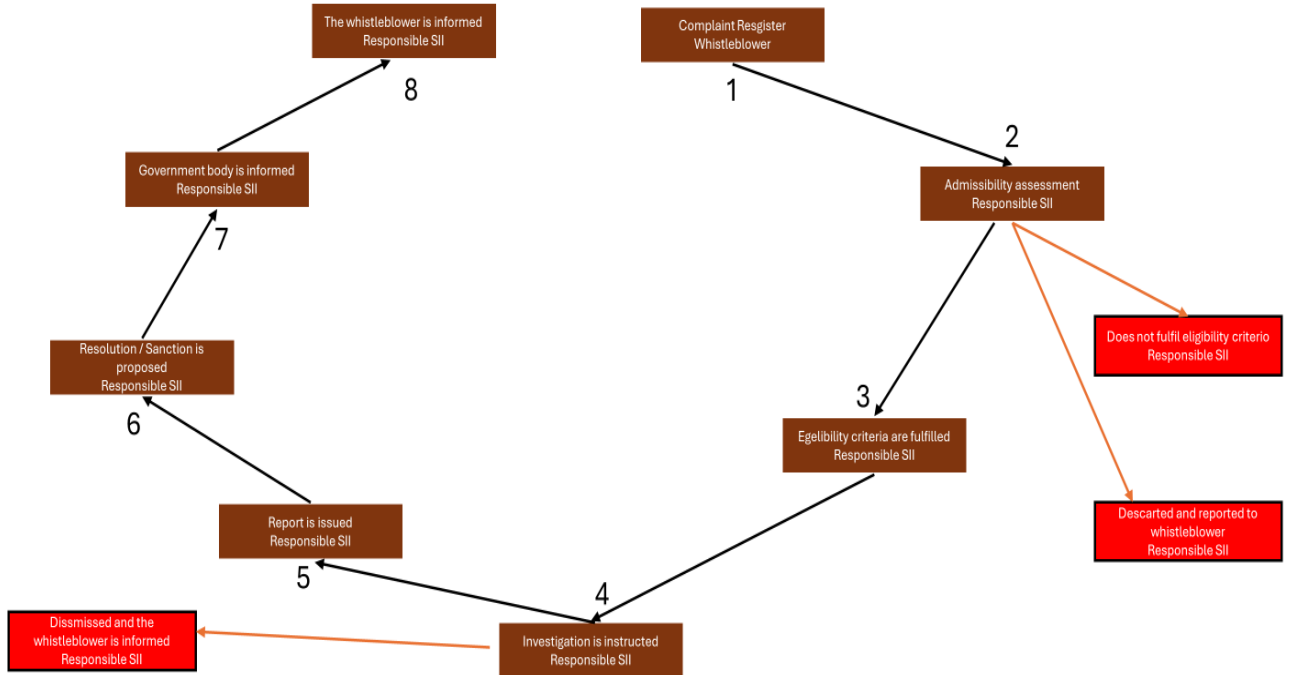 The whistleblower is informed
Responsible SII
Complaint Resgister
Whistleblower
8
1
2
Government body is informed
Responsible SII
Admissibility assessment
Responsible SII
7
Does not fulfil eligibility criterio
Responsible SII
Resolution / Sanction is
proposed
Responsible SII
3
6
Egelibility criteria are fulfilled
Responsible SII
Report is issued
Responsible SII
Descarted and reported to
whistleblower
Responsible SII
5
4
Dissmissed and the
whistleblower is informed
Responsible SII
Investigation is instructed
Responsible SII